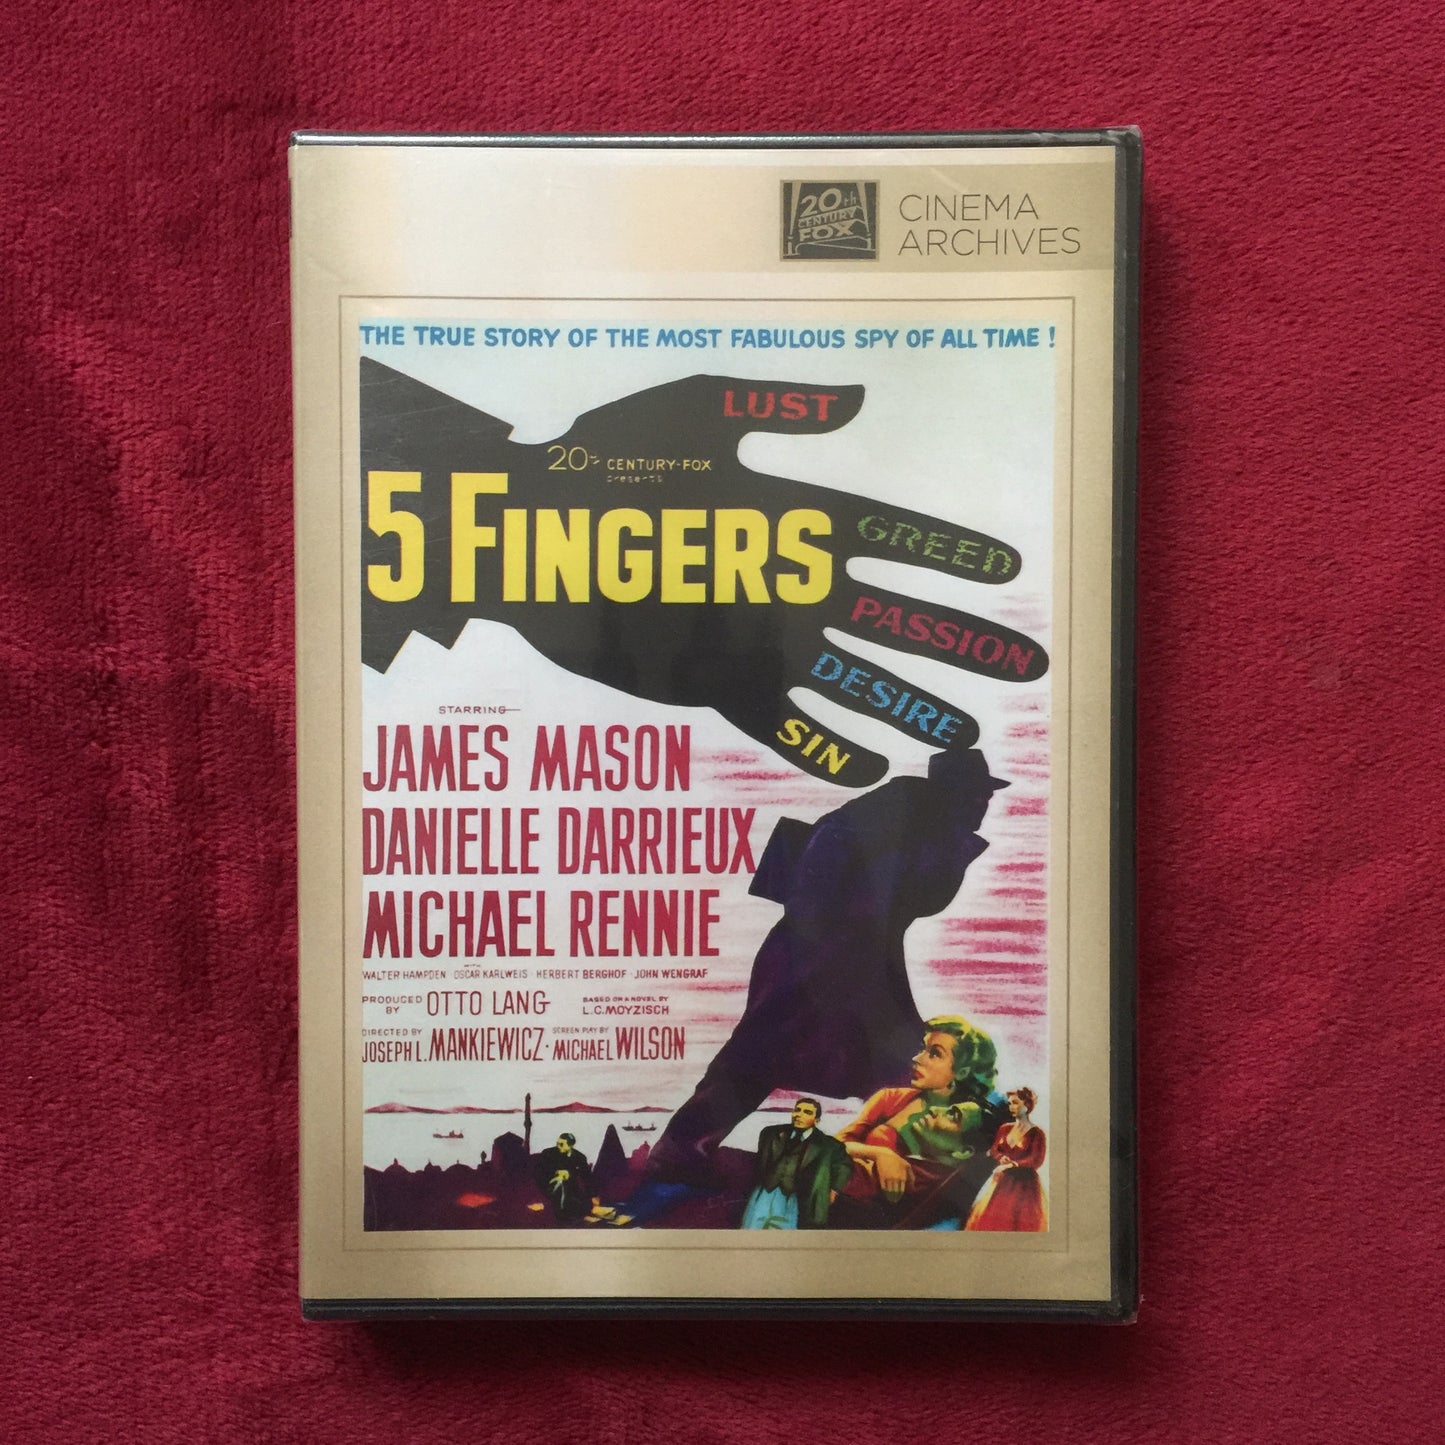 20th
CENTURY
FOX
CINEMA
ARCHIVES
THE TRUE STORY OF THE MOST FABULOUS SPY OF ALL TIME !
LUST
20th CENTURY-FOX
presents
5 FINGERS
GREED
PASSION
DESIRE
SIN
STARRING
JAMES MASON
DANIELLE DARRIEUX
MICHAEL RENNIE
WITH
WALTER HAMPDEN · OSCAR KARLWEIS · HERBERT BERGHOF · JOHN WENGRAF
PRODUCED BY OTTO LANG
BASED ON A NOVEL BY
L.C. MOYZISCH
DIRECTED BY
JOSEPH L. MANKIEWICZ ·
SCREEN PLAY BY
MICHAEL WILSON